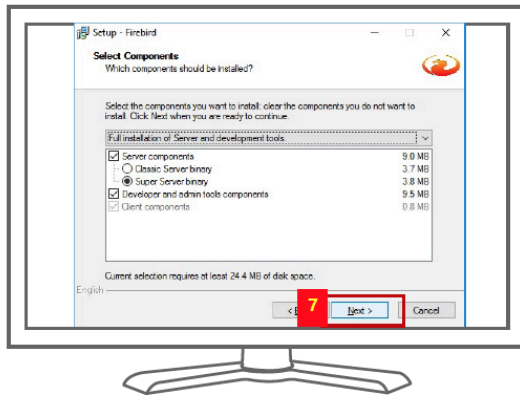 Setup - Firebird
Select Components
Which components should be installed?
Select the components you want to install: clear the components you do not want to
install. Click Next when you are ready to continue.
Full installation of Server and development tools.
Server components 9.0 MB
Classic Server binary 3.7 MB
Super Server binary 3.8 MB
Developer and admin tools components 9.5 MB
Client components 0.8 MB
Current selection requires at least 24.4 MB of disk space.
English
< 7 Next > Cancel